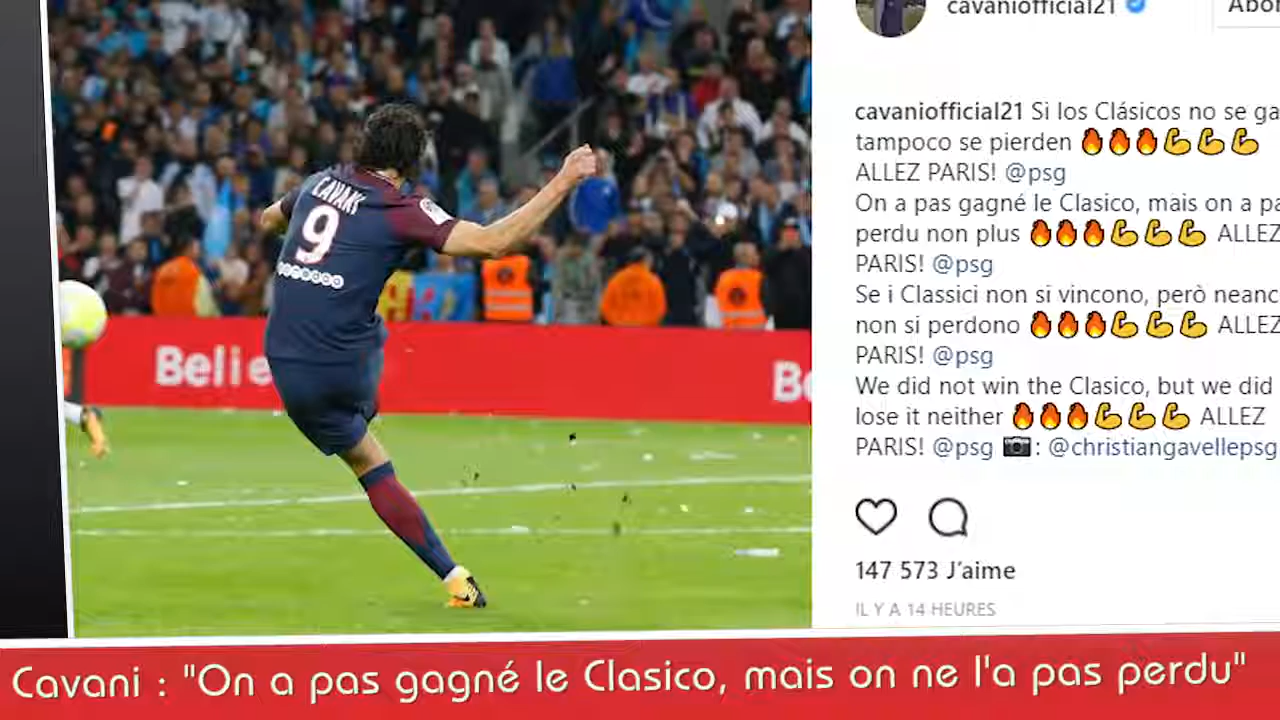 cavaniofficial21
CAVANI
9
ooredoo
Belie
cavaniofficial21 Si los Clásicos no se ga
tampoco se pierden 🔥🔥🔥💪💪💪
ALLEZ PARIS! @psg
On a pas gagné le Clasico, mais on a pa
perdu non plus 🔥🔥🔥💪💪💪 ALLEZ
PARIS! @psg
Se i Classici non si vincono, però neanc
non si perdono 🔥🔥🔥💪💪💪 ALLEZ
PARIS! @psg
We did not win the Clasico, but we did
lose it neither 🔥🔥🔥💪💪💪 ALLEZ
PARIS! @psg 📷: @christiangavellepsg
147 573 J'aime
IL Y A 14 HEURES
Cavani : "On a pas gagné le Clasico, mais on ne l'a pas perdu"